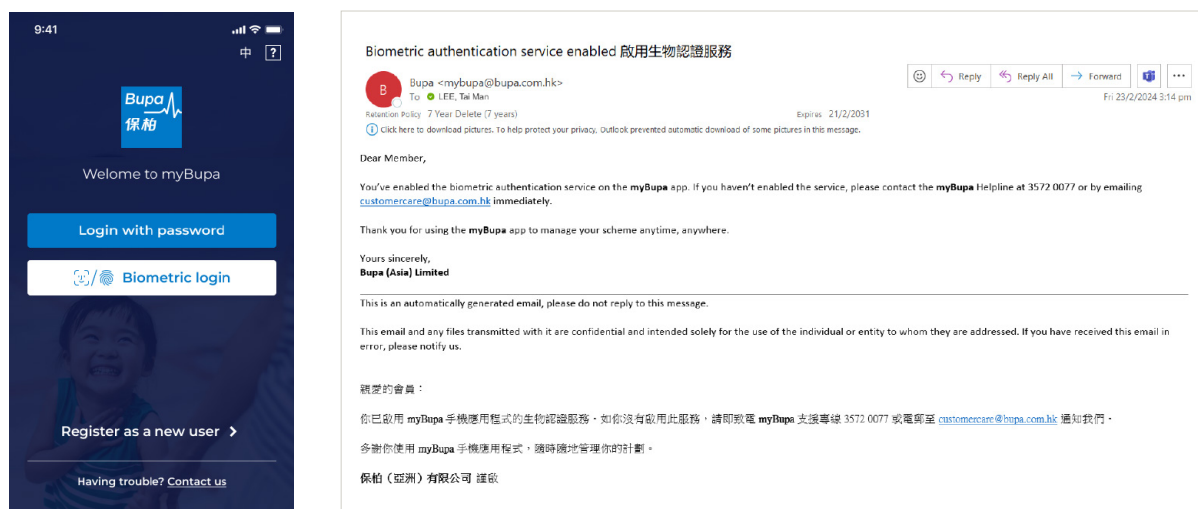 9:41
中 ?
Bupa
保柏
Welome to myBupa
Login with password
/ Biometric login
Register as a new user >
Having trouble? Contact us
Biometric authentication service enabled 啟用生物認證服務
B
Bupa <mybupa@bupa.com.hk>
To LEE, Tai Man
Reply Reply All Forward ...
Fri 23/2/2024 3:14 pm
Retention Policy 7 Year Delete (7 years) Expires 21/2/2031
Click here to download pictures. To help protect your privacy, Outlook prevented automatic download of some pictures in this message.
Dear Member,
You've enabled the biometric authentication service on the myBupa app. If you haven't enabled the service, please contact the myBupa Helpline at 3572 0077 or by emailing
customercare@bupa.com.hk immediately.
Thank you for using the myBupa app to manage your scheme anytime, anywhere.
Yours sincerely,
Bupa (Asia) Limited
This is an automatically generated email, please do not reply to this message.
This email and any files transmitted with it are confidential and intended solely for the use of the individual or entity to whom they are addressed. If you have received this email in
error, please notify us.
親愛的會員：
你已啟用 myBupa 手機應用程式的生物認證服務。如你沒有啟用此服務，請即致電 myBupa 支援專線 3572 0077 或電郵至 customercare@bupa.com.hk 通知我們。
多謝你使用 myBupa 手機應用程式，隨時隨地管理你的計劃。
保柏（亞洲）有限公司 謹啟